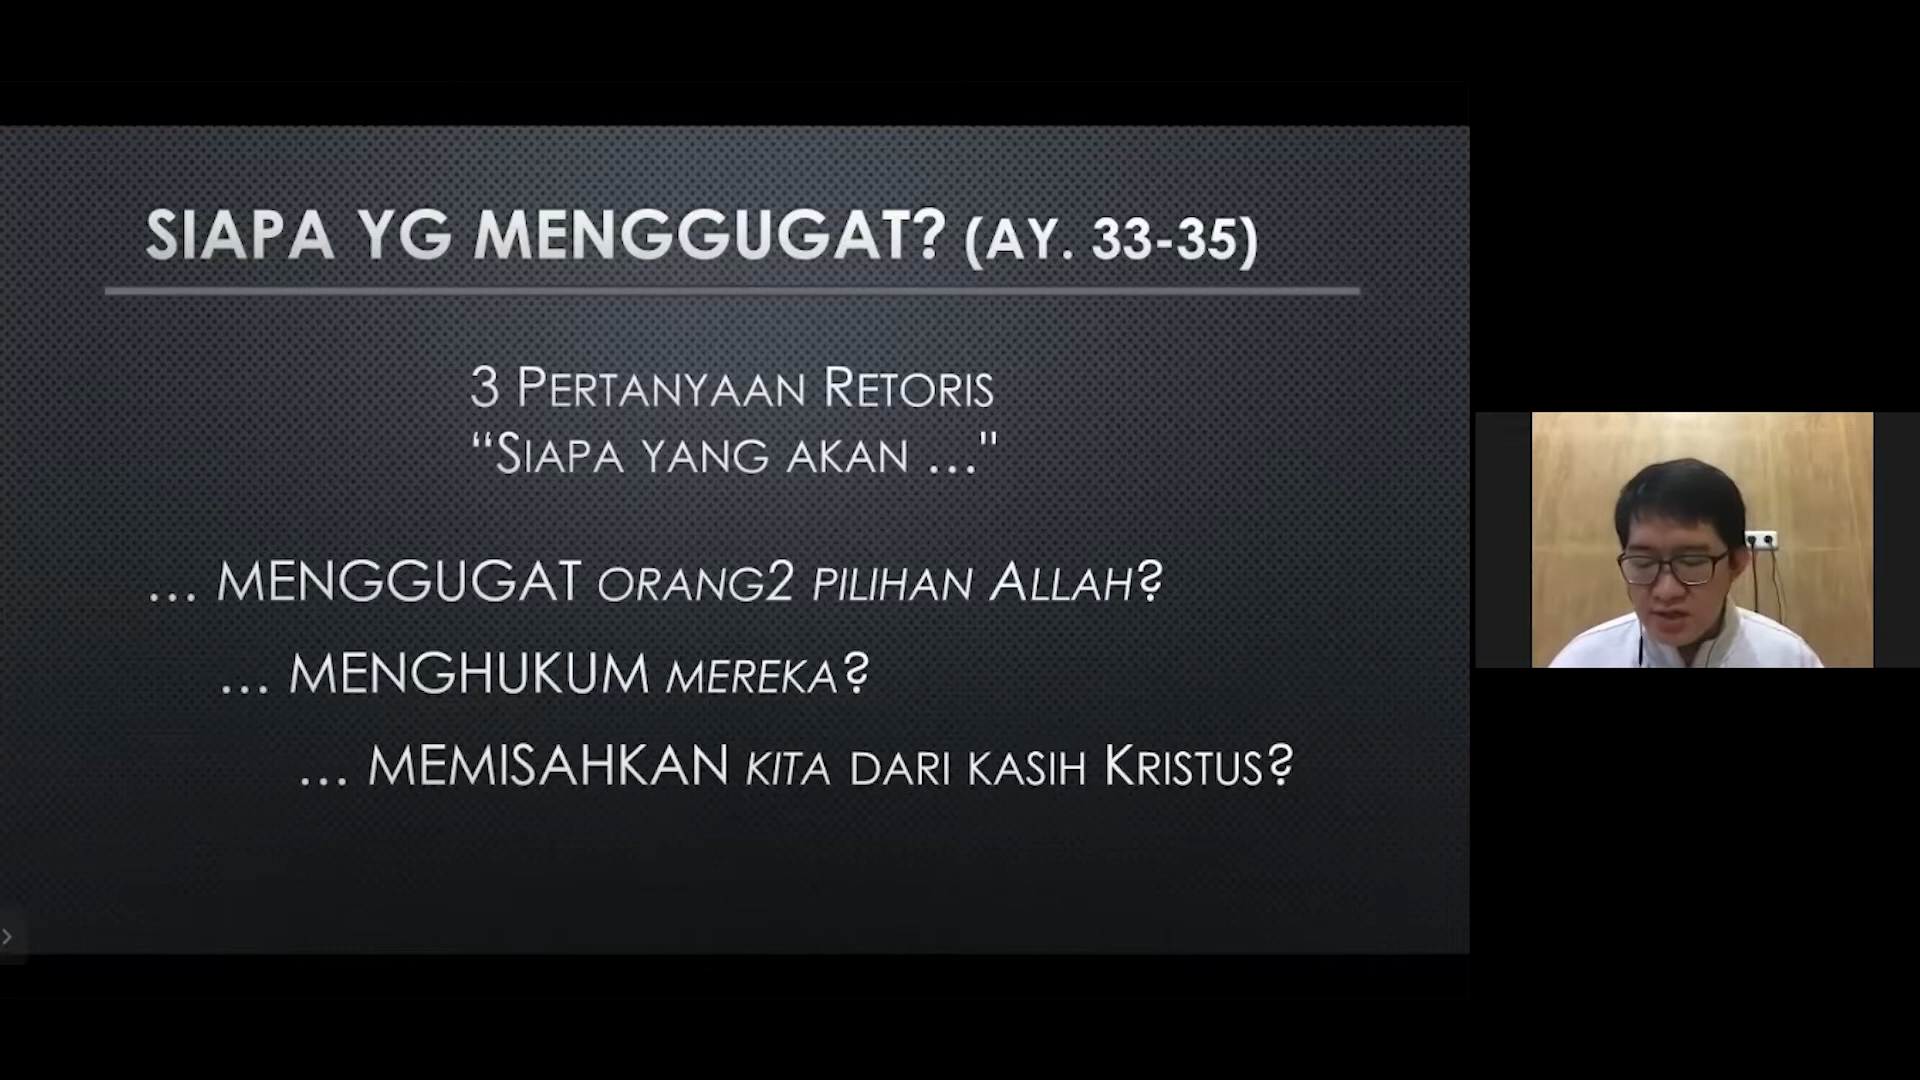 SIAPA YG MENGGUGAT? (AY. 33-35)
3 PERTANYAAN RETORIS
“SIAPA YANG AKAN …"
… MENGGUGAT ORANG2 PILIHAN ALLAH?
… MENGHUKUM MEREKA?
… MEMISAHKAN KITA DARI KASIH KRISTUS?